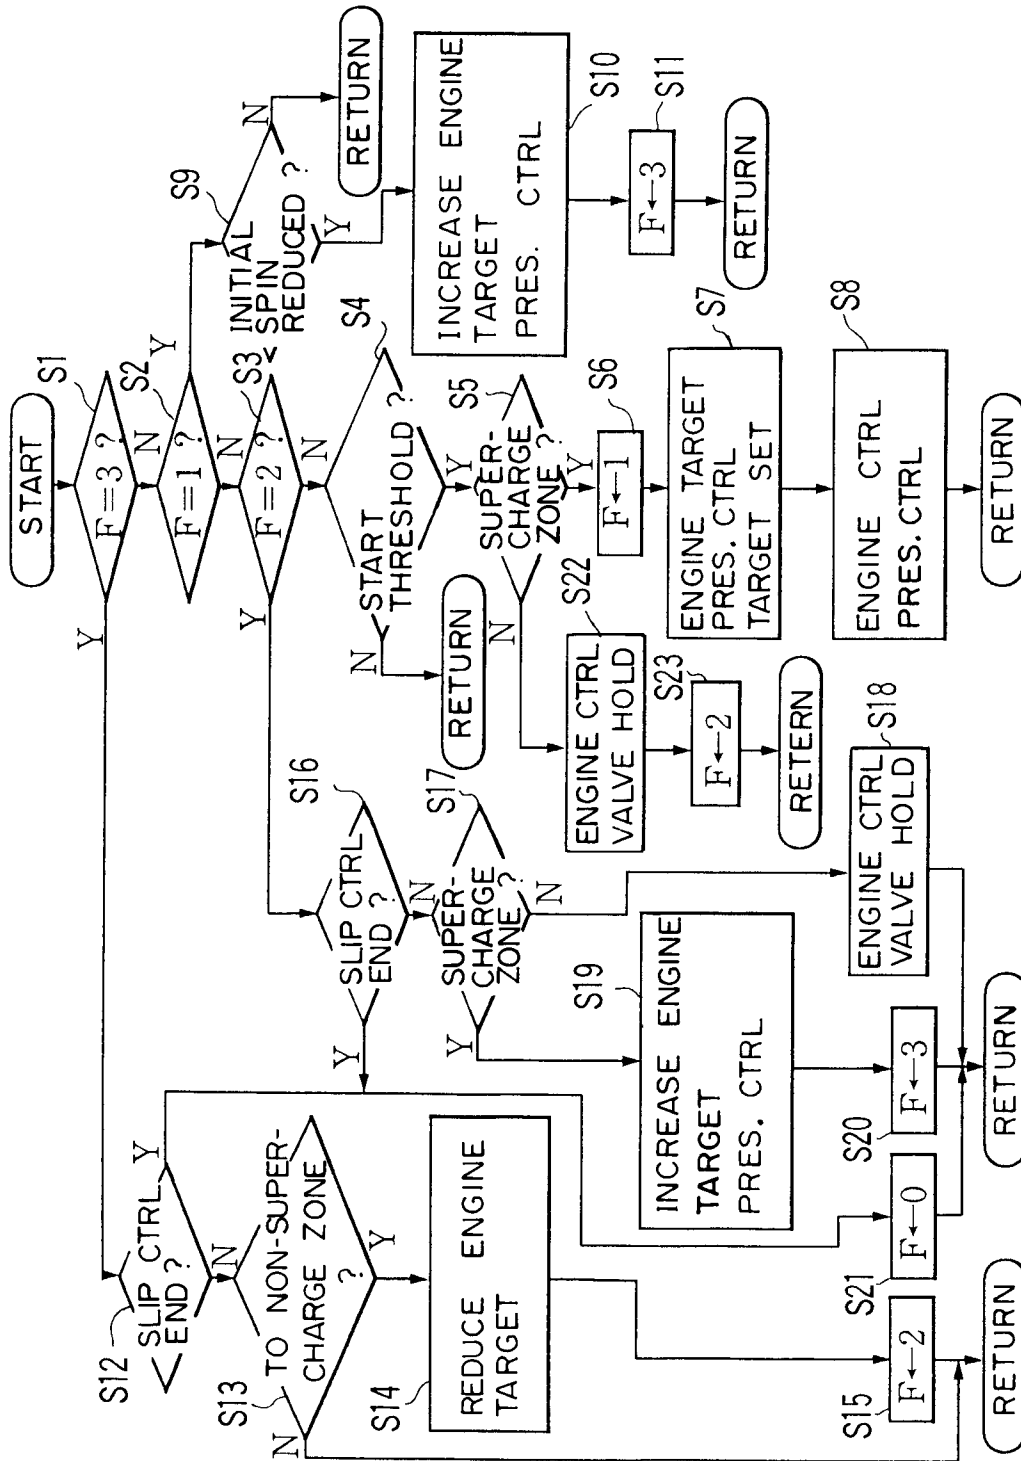 START
S1
F=3 ?
Y
N
S2
F=1 ?
Y
N
S3
F=2 ?
Y
N
S9
INITIAL
SPIN
REDUCED ?
N
RETURN
Y
INCREASE ENGINE
TARGET
PRES. CTRL
S10
F←3
S11
RETURN
S4
START
THRESHOLD ?
N
RETURN
Y
S5
SUPER-
CHARGE
ZONE ?
N
Y
S6
F←1
S7
ENGINE TARGET
PRES. CTRL
TARGET SET
S8
ENGINE CTRL
PRES. CTRL
RETURN
S22
ENGINE CTRL
VALVE HOLD
S23
F←2
RETERN
S16
SLIP CTRL
END ?
Y
N
S17
SUPER-
CHARGE
ZONE ?
Y
N
S18
ENGINE CTRL
VALVE HOLD
S19
INCREASE ENGINE
TARGET
PRES. CTRL
S20
F←3
S21
F←0
RETURN
S12
SLIP CTRL
END ?
Y
N
S13
TO NON-SUPER-
CHARGE ZONE
?
N
Y
S14
REDUCE ENGINE
TARGET
S15
F←2
RETURN